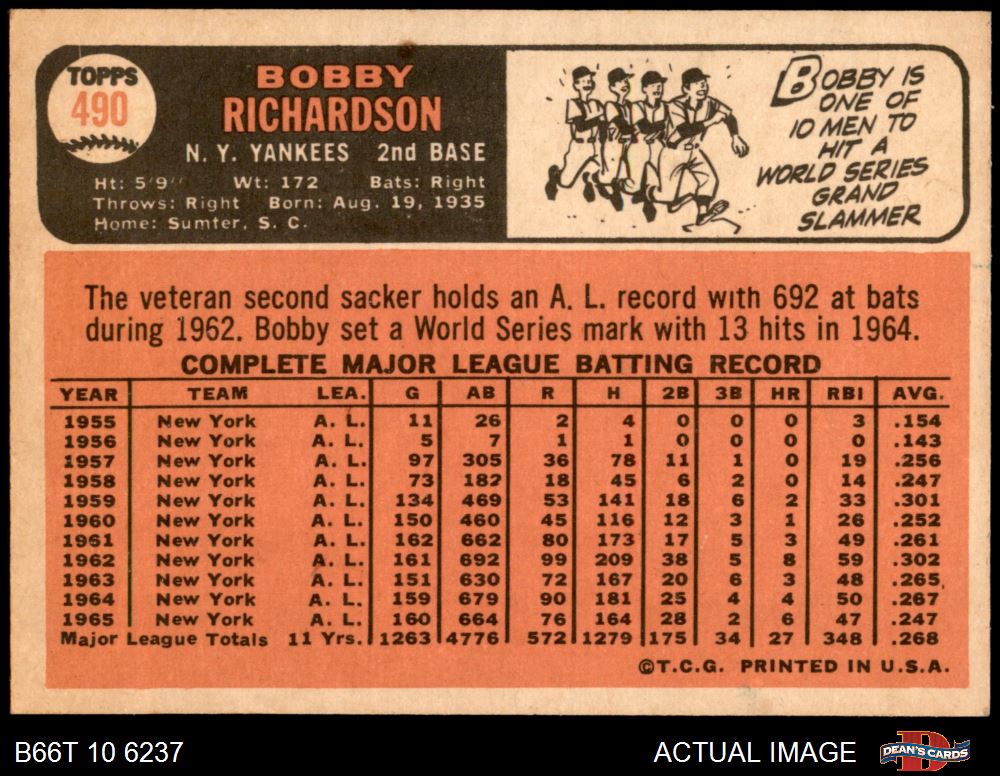 TOPPS
490
BOBBY
RICHARDSON
N. Y. YANKEES 2nd BASE
Ht: 5'9" Wt: 172 Bats: Right
Throws: Right Born: Aug. 19, 1935
Home: Sumter, S. C.
BOBBY IS
ONE OF
10 MEN TO
HIT A
WORLD SERIES
GRAND
SLAMMER
The veteran second sacker holds an A. L. record with 692 at bats
during 1962. Bobby set a World Series mark with 13 hits in 1964.
COMPLETE MAJOR LEAGUE BATTING RECORD
YEAR TEAM LEA. G AB R H 2B 3B HR RBI AVG.
1955 New York A. L. 11 26 2 4 0 0 0 3 .154
1956 New York A. L. 5 7 1 1 0 0 0 0 .143
1957 New York A. L. 97 305 36 78 11 1 0 19 .256
1958 New York A. L. 73 182 18 45 6 2 0 14 .247
1959 New York A. L. 134 469 53 141 18 6 2 33 .301
1960 New York A. L. 150 460 45 116 12 3 1 26 .252
1961 New York A. L. 162 662 80 173 17 5 3 49 .261
1962 New York A. L. 161 692 99 209 38 5 8 59 .302
1963 New York A. L. 151 630 72 167 20 6 3 48 .265
1964 New York A. L. 159 679 90 181 25 4 4 50 .267
1965 New York A. L. 160 664 76 164 28 2 6 47 .247
Major League Totals 11 Yrs. 1263 4776 572 1279 175 34 27 348 .268
©T.C.G. PRINTED IN U.S.A.
B66T 10 6237 ACTUAL IMAGE
DEAN'S CARDS